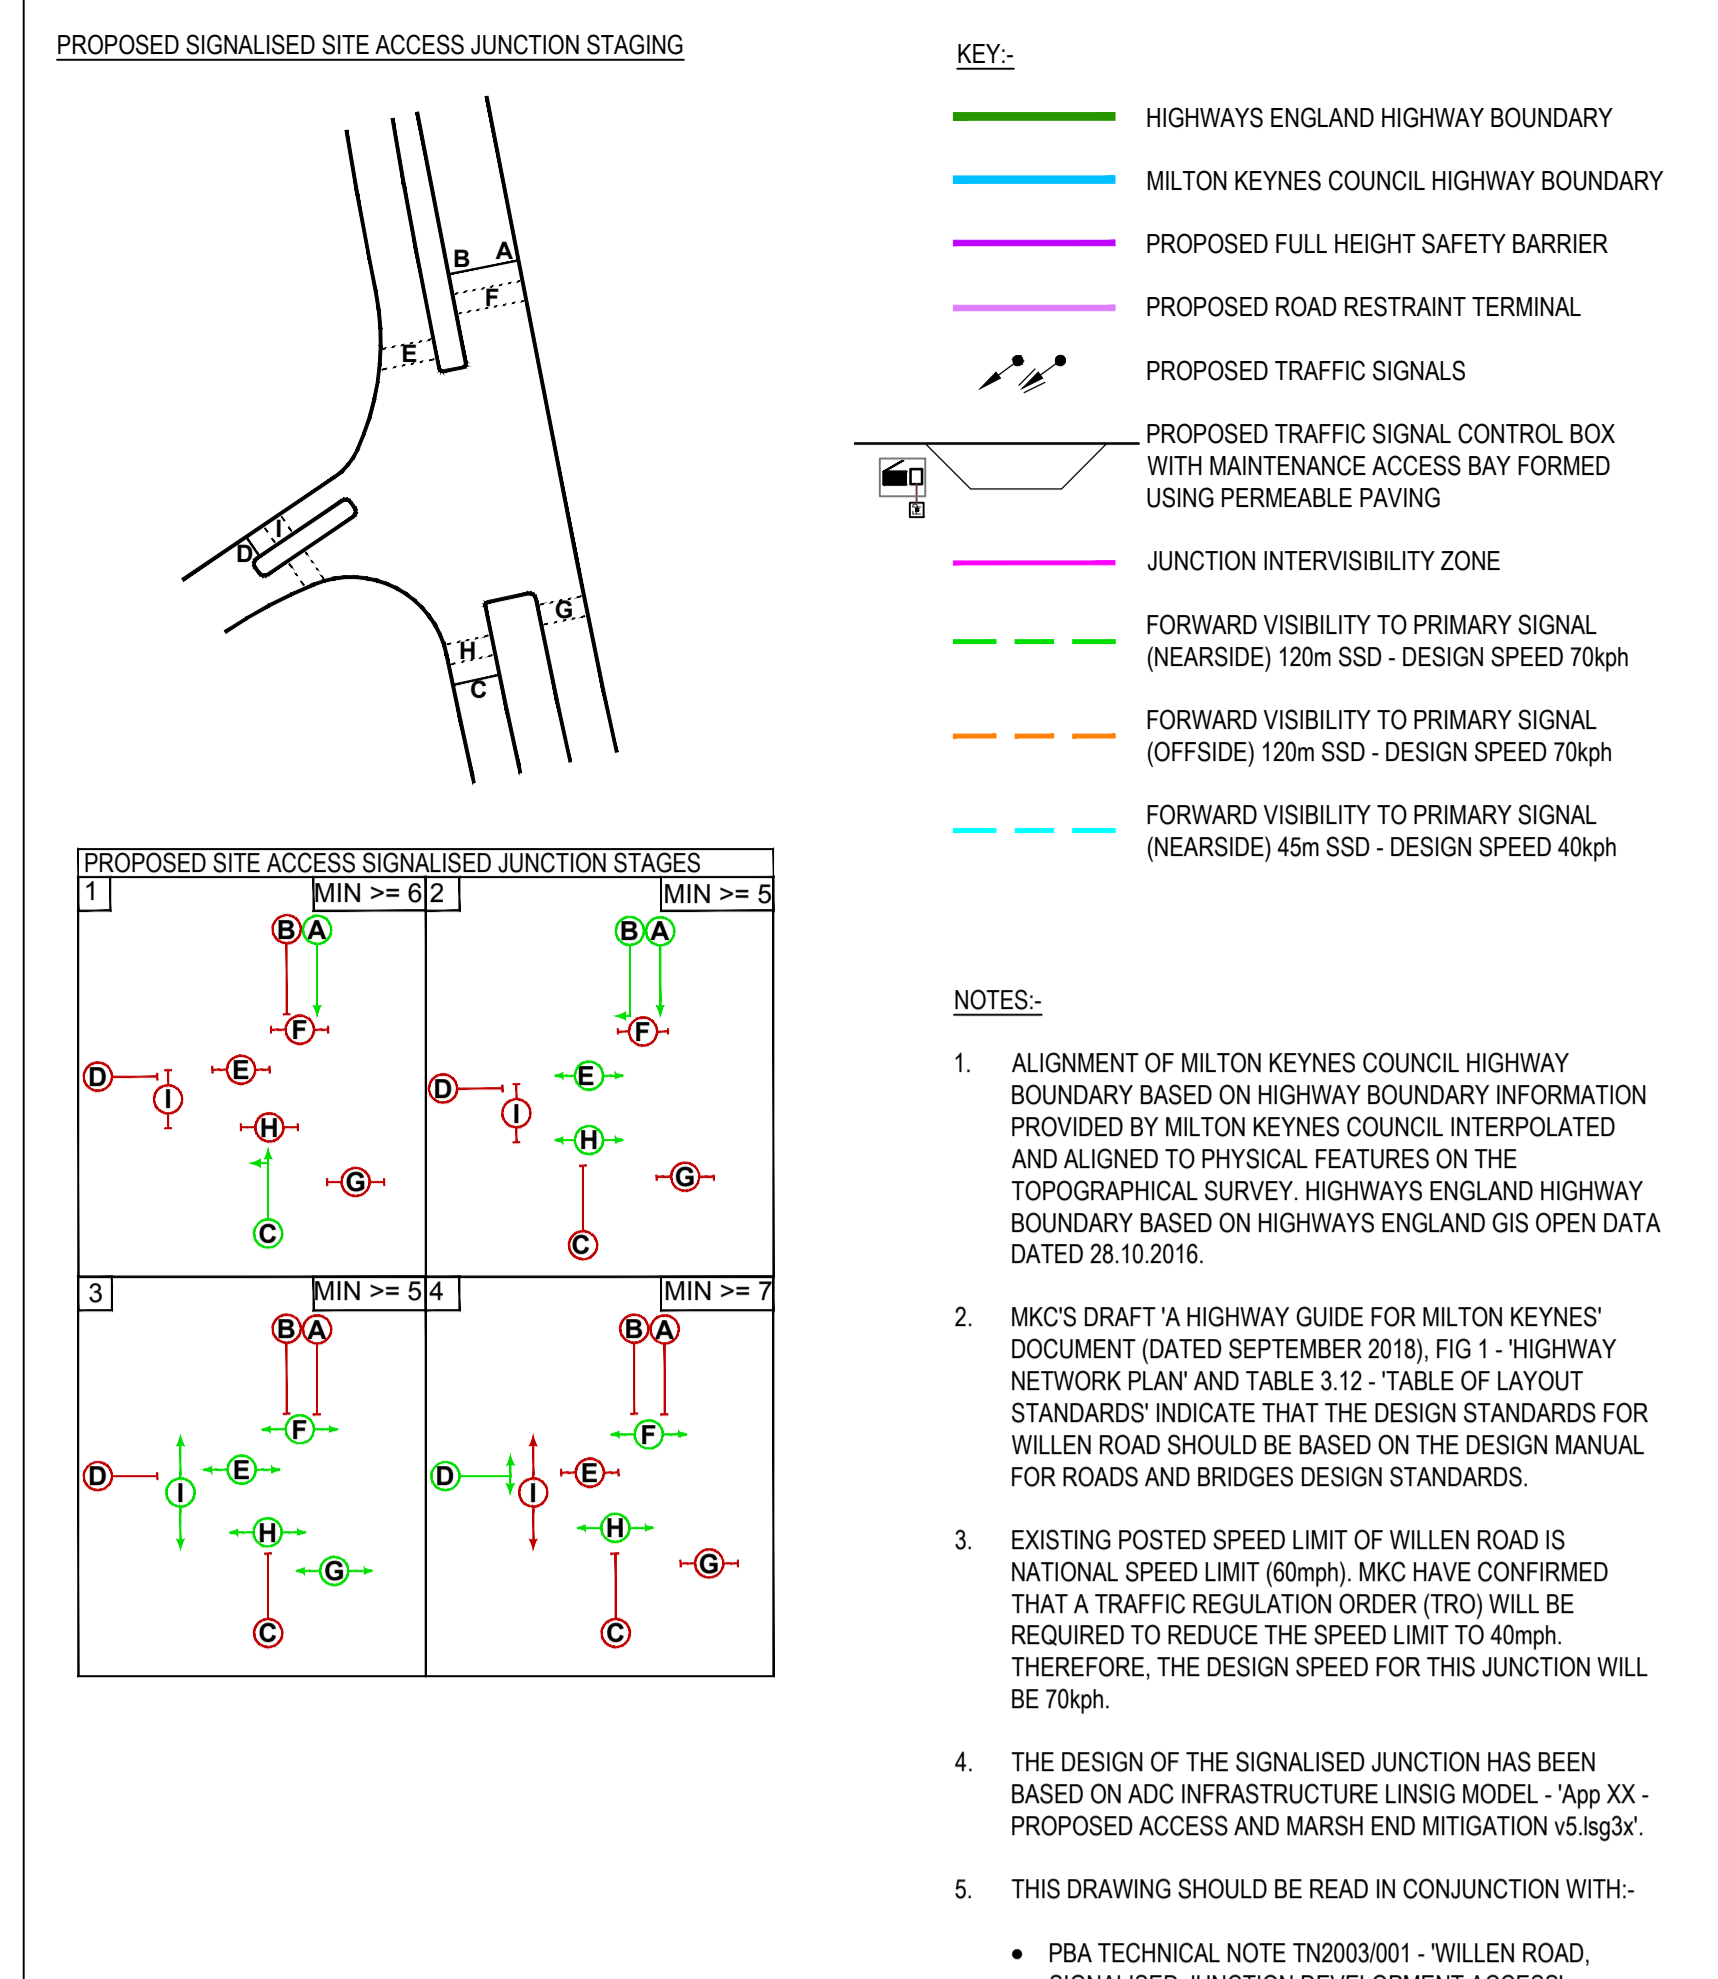 PROPOSED SIGNALISED SITE ACCESS JUNCTION STAGING
B A
F
E
I
D
G
H
C
PROPOSED SITE ACCESS SIGNALISED JUNCTION STAGES
1 MIN >= 6
B A
F
E
D
I
H
G
C
2 MIN >= 5
B A
F
E
D
I
H
G
C
3 MIN >= 5
B A
F
E
D
I
H
G
C
4 MIN >= 7
B A
F
E
D
I
H
G
C
KEY:-
HIGHWAYS ENGLAND HIGHWAY BOUNDARY
MILTON KEYNES COUNCIL HIGHWAY BOUNDARY
PROPOSED FULL HEIGHT SAFETY BARRIER
PROPOSED ROAD RESTRAINT TERMINAL
PROPOSED TRAFFIC SIGNALS
PROPOSED TRAFFIC SIGNAL CONTROL BOX
WITH MAINTENANCE ACCESS BAY FORMED
USING PERMEABLE PAVING
JUNCTION INTERVISIBILITY ZONE
FORWARD VISIBILITY TO PRIMARY SIGNAL
(NEARSIDE) 120m SSD - DESIGN SPEED 70kph
FORWARD VISIBILITY TO PRIMARY SIGNAL
(OFFSIDE) 120m SSD - DESIGN SPEED 70kph
FORWARD VISIBILITY TO PRIMARY SIGNAL
(NEARSIDE) 45m SSD - DESIGN SPEED 40kph
NOTES:-
1. ALIGNMENT OF MILTON KEYNES COUNCIL HIGHWAY
BOUNDARY BASED ON HIGHWAY BOUNDARY INFORMATION
PROVIDED BY MILTON KEYNES COUNCIL INTERPOLATED
AND ALIGNED TO PHYSICAL FEATURES ON THE
TOPOGRAPHICAL SURVEY. HIGHWAYS ENGLAND HIGHWAY
BOUNDARY BASED ON HIGHWAYS ENGLAND GIS OPEN DATA
DATED 28.10.2016.
2. MKC'S DRAFT 'A HIGHWAY GUIDE FOR MILTON KEYNES'
DOCUMENT (DATED SEPTEMBER 2018), FIG 1 - 'HIGHWAY
NETWORK PLAN' AND TABLE 3.12 - 'TABLE OF LAYOUT
STANDARDS' INDICATE THAT THE DESIGN STANDARDS FOR
WILLEN ROAD SHOULD BE BASED ON THE DESIGN MANUAL
FOR ROADS AND BRIDGES DESIGN STANDARDS.
3. EXISTING POSTED SPEED LIMIT OF WILLEN ROAD IS
NATIONAL SPEED LIMIT (60mph). MKC HAVE CONFIRMED
THAT A TRAFFIC REGULATION ORDER (TRO) WILL BE
REQUIRED TO REDUCE THE SPEED LIMIT TO 40mph.
THEREFORE, THE DESIGN SPEED FOR THIS JUNCTION WILL
BE 70kph.
4. THE DESIGN OF THE SIGNALISED JUNCTION HAS BEEN
BASED ON ADC INFRASTRUCTURE LINSIG MODEL - 'App XX -
PROPOSED ACCESS AND MARSH END MITIGATION v5.lsg3x'.
5. THIS DRAWING SHOULD BE READ IN CONJUNCTION WITH:-
• PBA TECHNICAL NOTE TN2003/001 - 'WILLEN ROAD,
SIGNALISED JUNCTION DEVELOPMENT ACCESS'